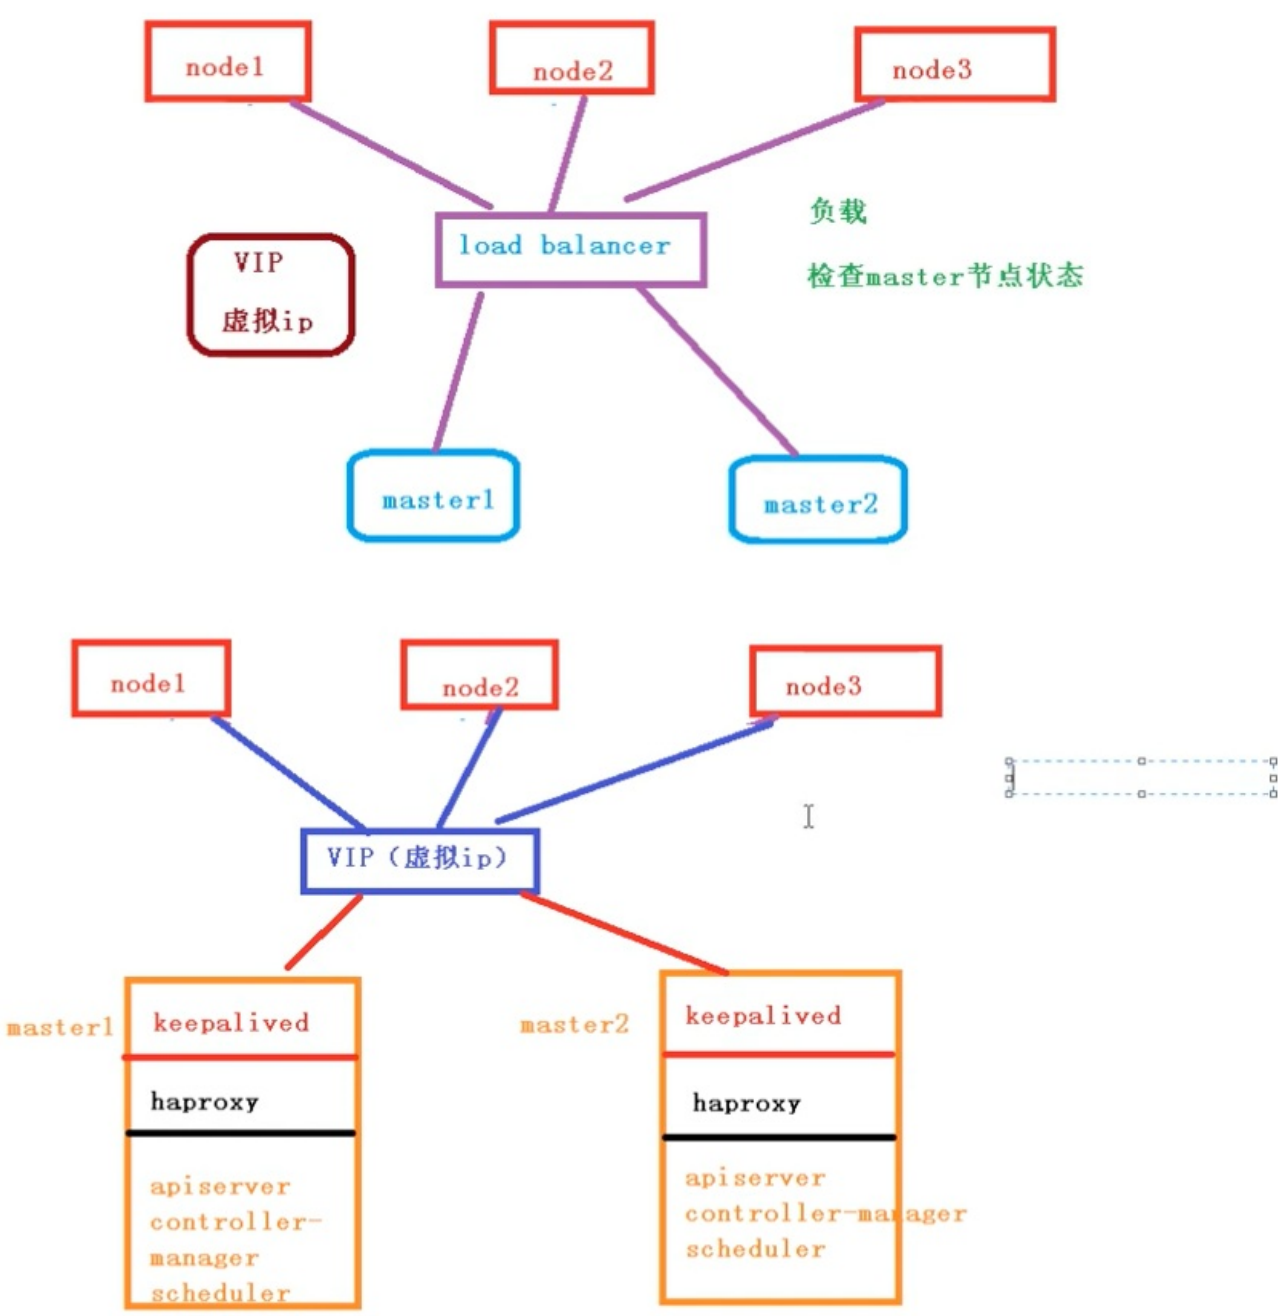 node1
node2
node3
load balancer
负载
检查master节点状态
VIP
虚拟ip
master1
master2
node1
node2
node3
VIP（虚拟ip）
master1
keepalived
haproxy
apiserver
controller-
manager
scheduler
master2
keepalived
haproxy
apiserver
controller-manager
scheduler